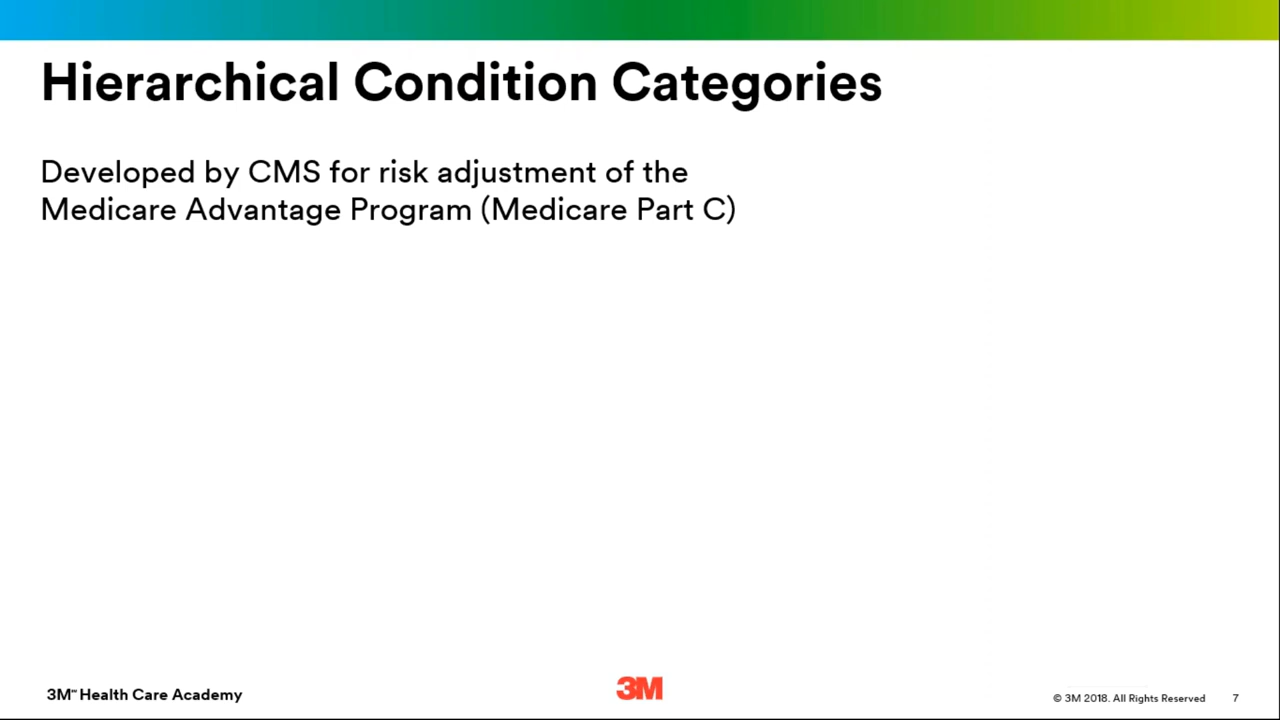 Hierarchical Condition Categories
Developed by CMS for risk adjustment of the
Medicare Advantage Program (Medicare Part C)
3M℠ Health Care Academy
3M
© 3M 2018. All Rights Reserved
7